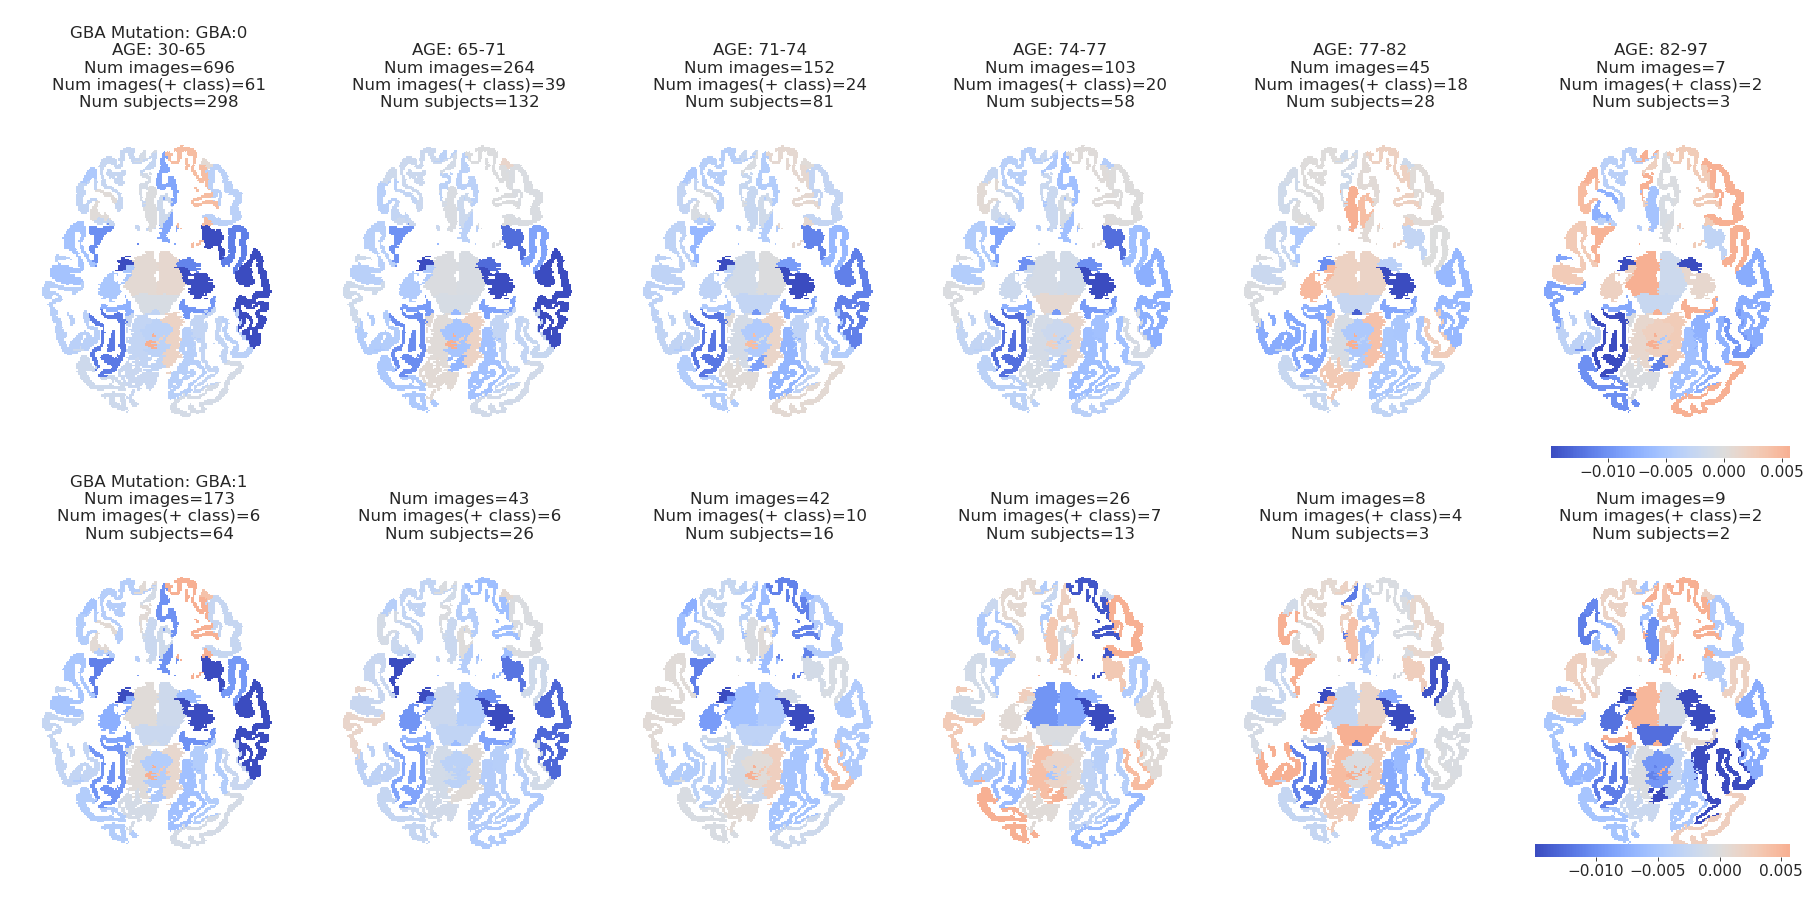 GBA Mutation: GBA:0
AGE: 30-65
Num images=696
Num images(+ class)=61
Num subjects=298
AGE: 65-71
Num images=264
Num images(+ class)=39
Num subjects=132
AGE: 71-74
Num images=152
Num images(+ class)=24
Num subjects=81
AGE: 74-77
Num images=103
Num images(+ class)=20
Num subjects=58
AGE: 77-82
Num images=45
Num images(+ class)=18
Num subjects=28
AGE: 82-97
Num images=7
Num images(+ class)=2
Num subjects=3
−0.010 −0.005 0.000 0.005
GBA Mutation: GBA:1
Num images=173
Num images(+ class)=6
Num subjects=64
Num images=43
Num images(+ class)=6
Num subjects=26
Num images=42
Num images(+ class)=10
Num subjects=16
Num images=26
Num images(+ class)=7
Num subjects=13
Num images=8
Num images(+ class)=4
Num subjects=3
Num images=9
Num images(+ class)=2
Num subjects=2
−0.010 −0.005 0.000 0.005